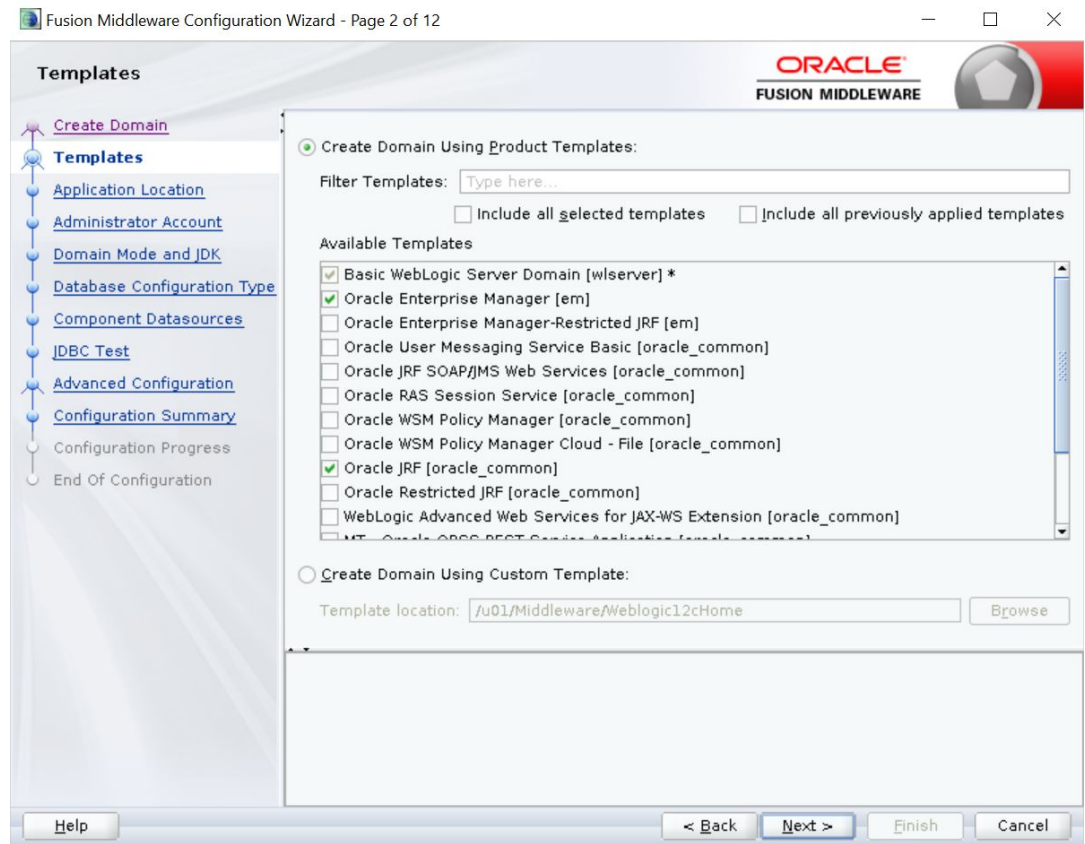 Fusion Middleware Configuration Wizard - Page 2 of 12
Templates
ORACLE
FUSION MIDDLEWARE
Create Domain
Templates
Application Location
Administrator Account
Domain Mode and JDK
Database Configuration Type
Component Datasources
JDBC Test
Advanced Configuration
Configuration Summary
Configuration Progress
End Of Configuration
Create Domain Using Product Templates:
Filter Templates: Type here...
Include all selected templates Include all previously applied templates
Available Templates
Basic WebLogic Server Domain [wlserver] *
Oracle Enterprise Manager [em]
Oracle Enterprise Manager-Restricted JRF [em]
Oracle User Messaging Service Basic [oracle_common]
Oracle JRF SOAP/JMS Web Services [oracle_common]
Oracle RAS Session Service [oracle_common]
Oracle WSM Policy Manager [oracle_common]
Oracle WSM Policy Manager Cloud - File [oracle_common]
Oracle JRF [oracle_common]
Oracle Restricted JRF [oracle_common]
WebLogic Advanced Web Services for JAX-WS Extension [oracle_common]
Create Domain Using Custom Template:
Template location: /u01/Middleware/Weblogic12cHome Browse
Help < Back Next > Finish Cancel